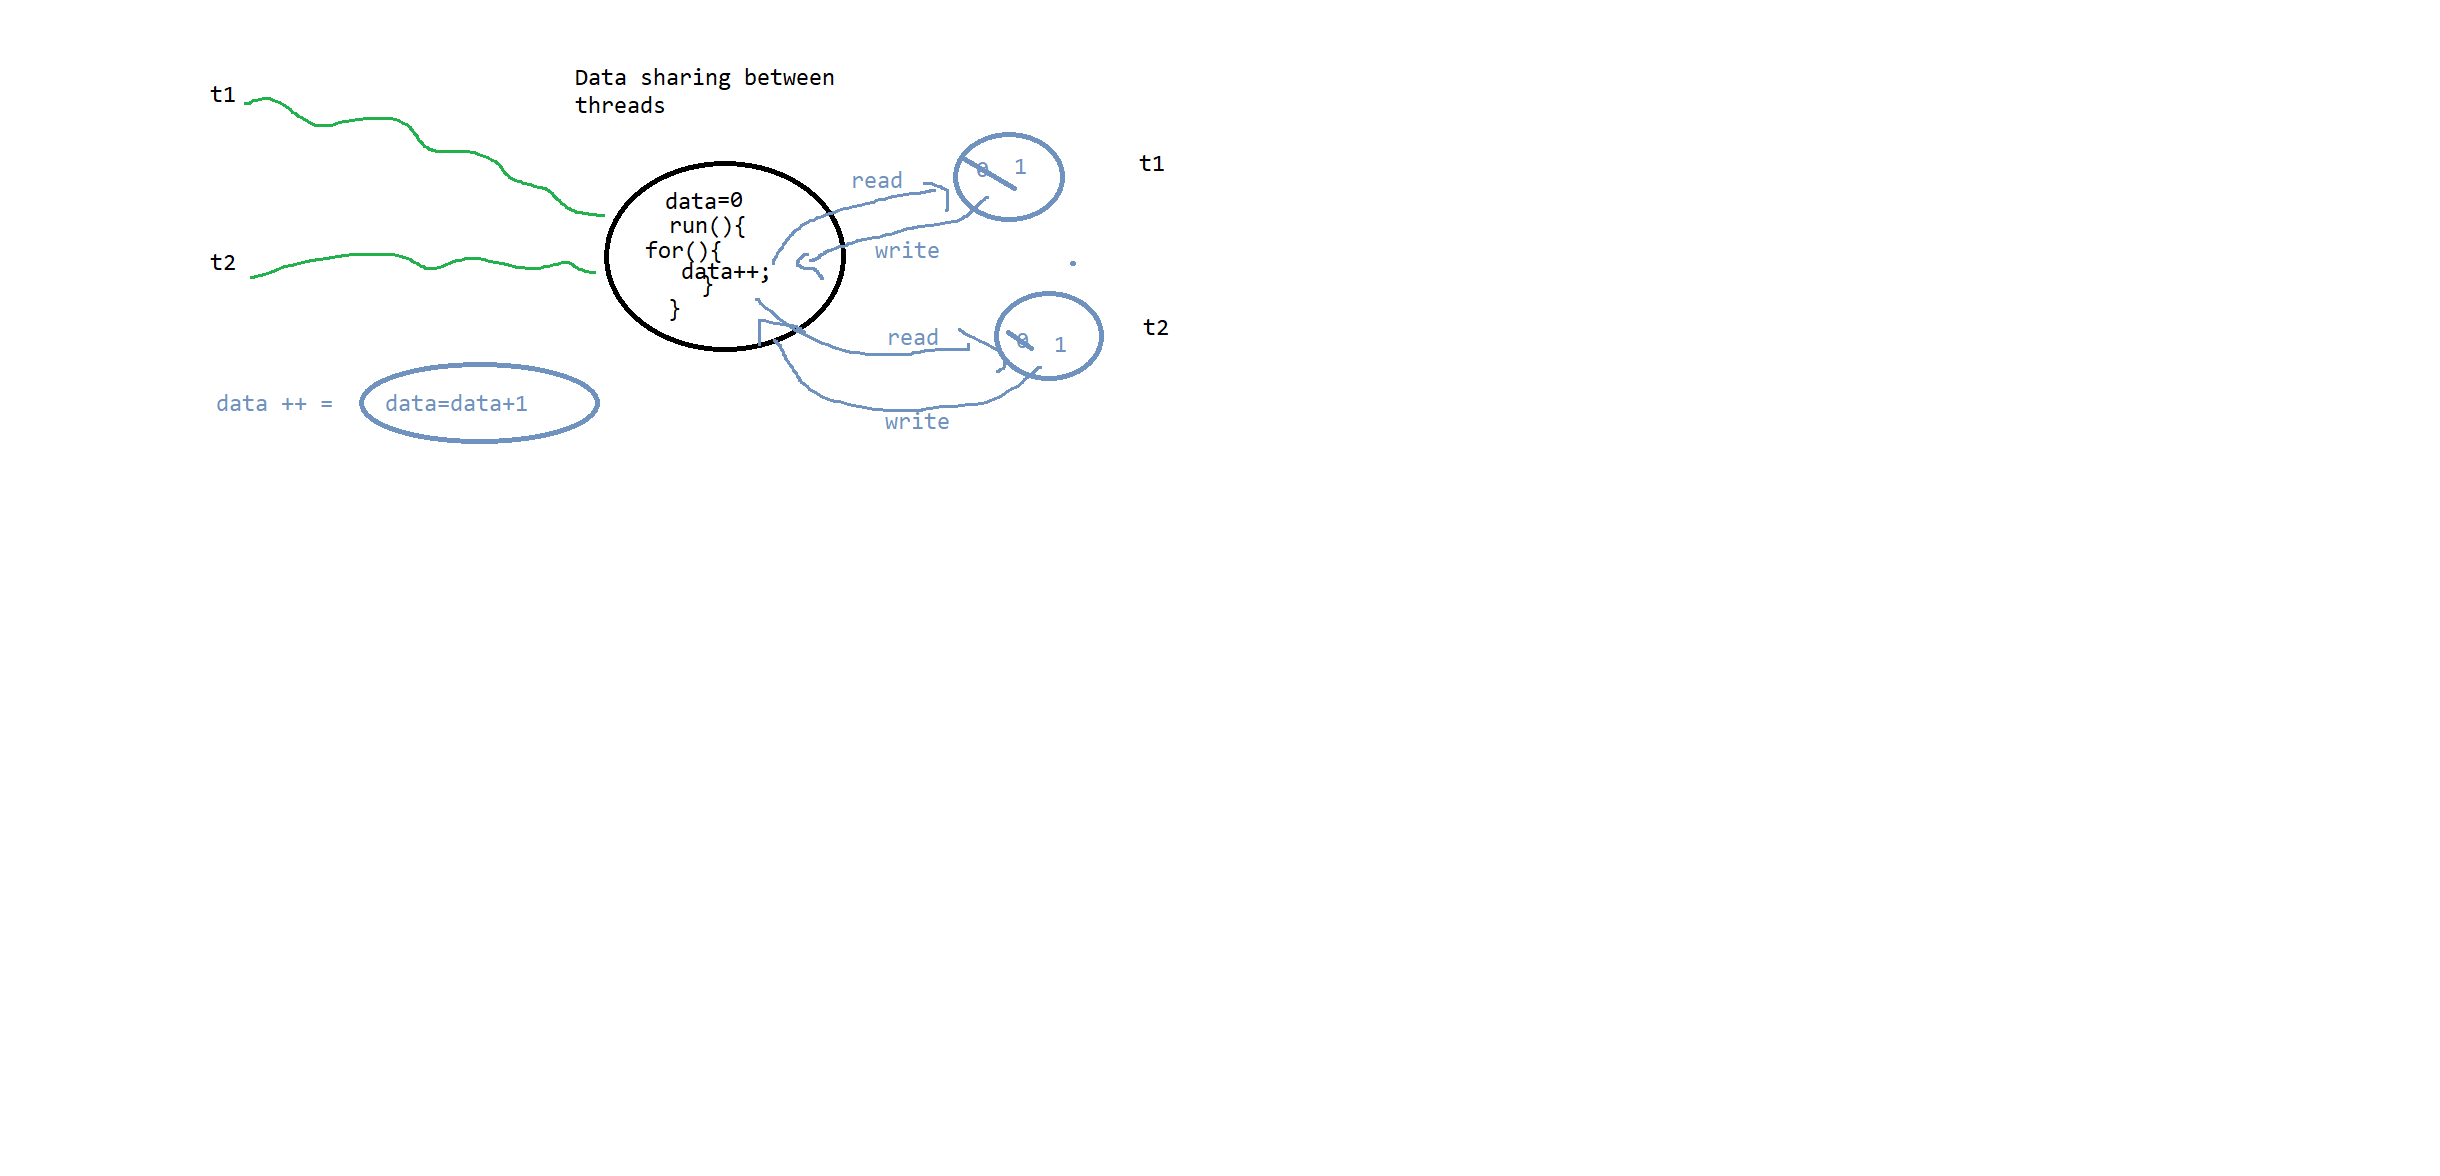 Data sharing between
threads
t1
t2
data=0
run(){
for(){
data++;
}
}
read
write
0 1
t1
read
write
0 1
t2
data ++ = data=data+1